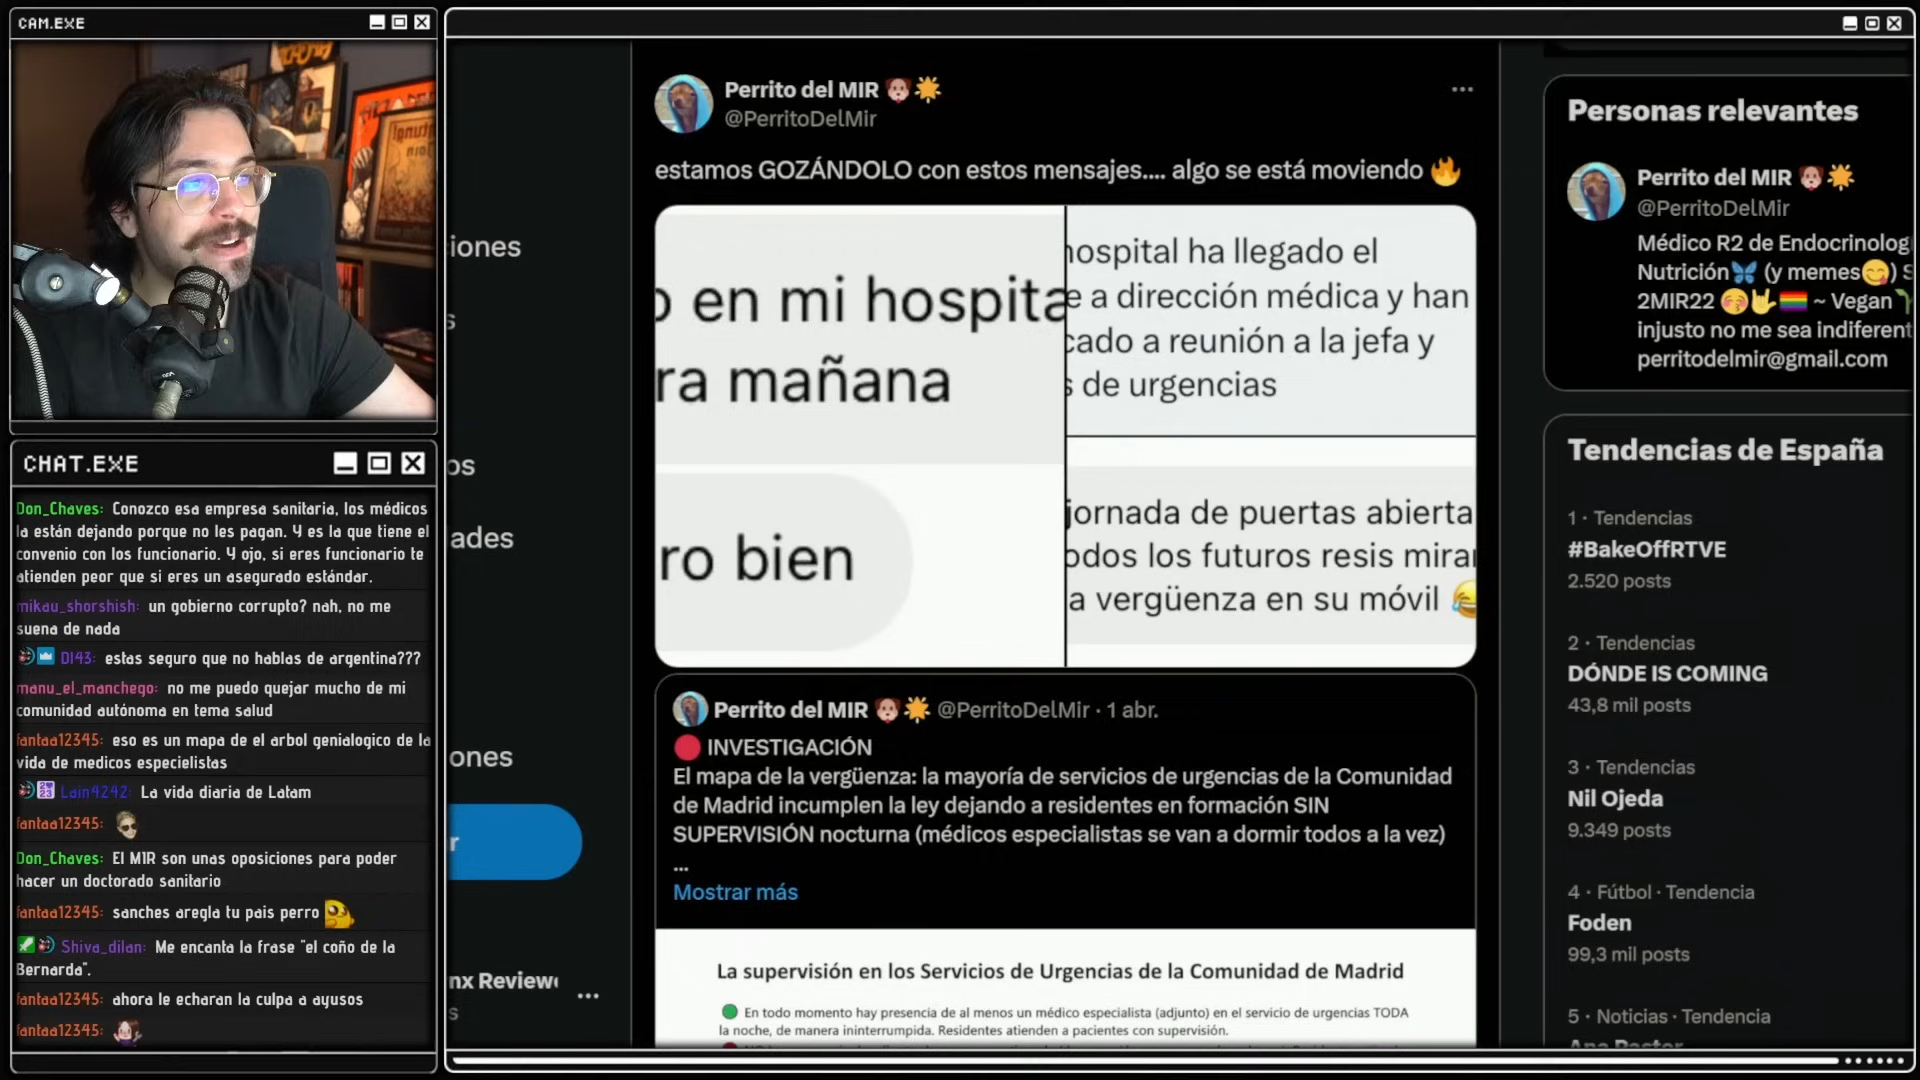 CAM.EXE
CHAT.EXE
Don_Chaves: Conozco esa empresa sanitaria, los médicos
la están dejando porque no les pagan. Y es la que tiene el
convenio con los funcionario. Y ojo, si eres funcionario te
atienden peor que si eres un asegurado estándar.
mikau_shorshish: un gobierno corrupto? nah, no me
suena de nada
DI43: estas seguro que no hablas de argentina???
manu_el_manchego: no me puedo quejar mucho de mi
comunidad autónoma en tema salud
fantaa12345: eso es un mapa de el arbol genialogico de la
vida de medicos especielistas
Lain4242: La vida diaria de Latam
fantaa12345:
Don_Chaves: El MIR son unas oposiciones para poder
hacer un doctorado sanitario
fantaa12345: sanches aregla tu pais perro
Shiva_dilan: Me encanta la frase "el coño de la
Bernarda".
fantaa12345: ahora le echaran la culpa a ayusos
fantaa12345:
iones
s
os
ades
ones
r
nx Review
s
Perrito del MIR
@PerritoDelMir
estamos GOZÁNDOLO con estos mensajes.... algo se está moviendo 🔥
o en mi hospita
ra mañana
ro bien
hospital ha llegado el
e a dirección médica y han
cado a reunión a la jefa y
s de urgencias
jornada de puertas abierta
odos los futuros resis mirar
a vergüenza en su móvil 😂
Perrito del MIR @PerritoDelMir · 1 abr.
🔴 INVESTIGACIÓN
El mapa de la vergüenza: la mayoría de servicios de urgencias de la Comunidad
de Madrid incumplen la ley dejando a residentes en formación SIN
SUPERVISIÓN nocturna (médicos especialistas se van a dormir todos a la vez)
...
Mostrar más
La supervisión en los Servicios de Urgencias de la Comunidad de Madrid
En todo momento hay presencia de al menos un médico especialista (adjunto) en el servicio de urgencias TODA
la noche, de manera ininterrumpida. Residentes atienden a pacientes con supervisión.
Personas relevantes
Perrito del MIR
@PerritoDelMir
Médico R2 de Endocrinolog
Nutrición🦋 (y memes😋) S
2MIR22 😚🤘🏳️‍🌈 ~ Vegan
injusto no me sea indiferent
perritodelmir@gmail.com
Tendencias de España
1 · Tendencias
#BakeOffRTVE
2.520 posts
2 · Tendencias
DÓNDE IS COMING
43,8 mil posts
3 · Tendencias
Nil Ojeda
9.349 posts
4 · Fútbol · Tendencia
Foden
99,3 mil posts
5 · Noticias · Tendencia
Ana Pastor